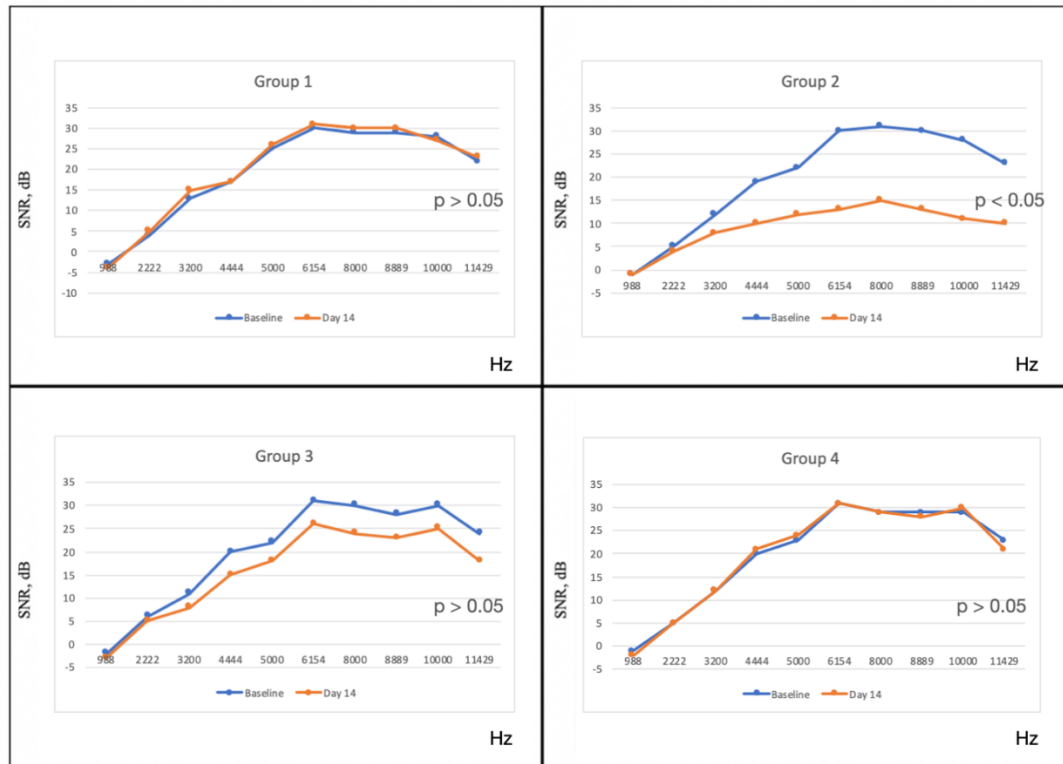 Group 1
35
30
25
20
15
10
5
0
-5
-10
SNR, dB
988 2222 3200 4444 5000 6154 8000 8889 10000 11429
p > 0.05
Baseline Day 14
Hz
Group 2
35
30
25
20
15
10
5
0
-5
SNR, dB
988 2222 3200 4444 5000 6154 8000 8889 10000 11429
p < 0.05
Baseline Day 14
Hz
Group 3
35
30
25
20
15
10
5
0
-5
SNR, dB
988 2222 3200 4444 5000 6154 8000 8889 10000 11429
p > 0.05
Baseline Day 14
Hz
Group 4
35
30
25
20
15
10
5
0
-5
SNR, dB
988 2222 3200 4444 5000 6154 8000 8889 10000 11429
p > 0.05
Baseline Day 14
Hz